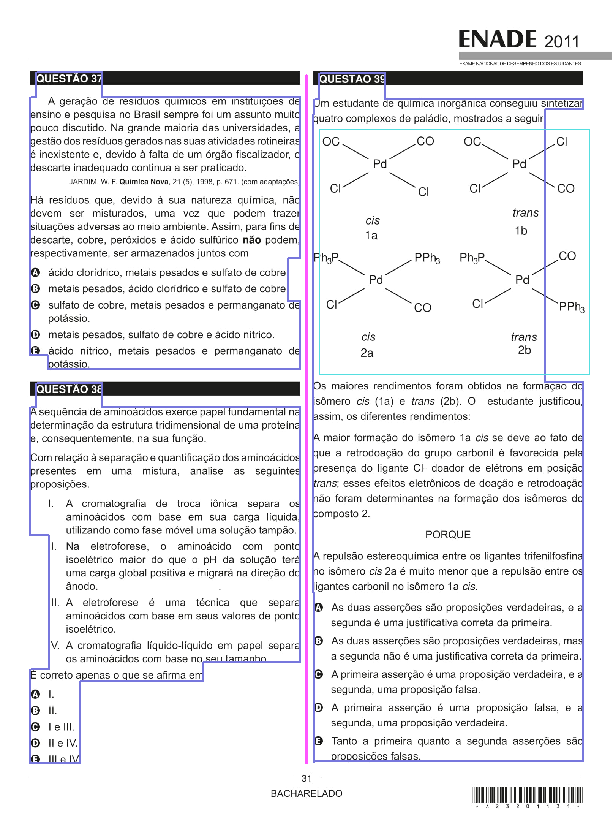 ENADE 2011
EXAME NACIONAL DE DESEMPENHO DOS ESTUDANTES
QUESTÃO 37
A geração de resíduos químicos em instituições de
ensino e pesquisa no Brasil sempre foi um assunto muito
pouco discutido. Na grande maioria das universidades, a
gestão dos resíduos gerados nas suas atividades rotineiras
é inexistente e, devido à falta de um órgão fiscalizador, o
descarte inadequado continua a ser praticado.
JARDIM, W. F. Química Nova, 21 (5), 1998, p. 671. (com adaptações)
Há resíduos que, devido à sua natureza química, não
devem ser misturados, uma vez que podem trazer
situações adversas ao meio ambiente. Assim, para fins de
descarte, cobre, peróxidos e ácido sulfúrico não podem,
respectivamente, ser armazenados juntos com
A ácido clorídrico, metais pesados e sulfato de cobre.
B metais pesados, ácido clorídrico e sulfato de cobre.
C sulfato de cobre, metais pesados e permanganato de
potássio.
D metais pesados, sulfato de cobre e ácido nítrico.
E ácido nítrico, metais pesados e permanganato de
potássio.
QUESTÃO 38
A sequência de aminoácidos exerce papel fundamental na
determinação da estrutura tridimensional de uma proteína
e, consequentemente, na sua função.
Com relação à separação e quantificação dos aminoácidos
presentes em uma mistura, analise as seguintes
proposições.
I. A cromatografia de troca iônica separa os
aminoácidos com base em sua carga líquida,
utilizando como fase móvel uma solução tampão.
I. Na eletroforese, o aminoácido com ponto
isoelétrico maior do que o pH da solução terá
uma carga global positiva e migrará na direção do
ânodo.
II. A eletroforese é uma técnica que separa
aminoácidos com base em seus valores de ponto
isoelétrico.
V. A cromatografia líquido-líquido em papel separa
os aminoácidos com base no seu tamanho.
É correto apenas o que se afirma em
A I.
B II.
C I e III.
D II e IV.
E III e IV.
QUESTÃO 39
Um estudante de química inorgânica conseguiu sintetizar
quatro complexos de paládio, mostrados a seguir.
OC CO OC Cl
Pd Pd
Cl Cl Cl CO
cis trans
1a 1b
Ph3P PPh3 Ph3P CO
Pd Pd
Cl CO Cl PPh3
cis trans
2a 2b
Os maiores rendimentos foram obtidos na formação do
isômero cis (1a) e trans (2b). O estudante justificou,
assim, os diferentes rendimentos:
A maior formação do isômero 1a cis se deve ao fato de
que a retrodoação do grupo carbonil é favorecida pela
presença do ligante Cl- doador de elétrons em posição
trans; esses efeitos eletrônicos de doação e retrodoação
não foram determinantes na formação dos isômeros do
composto 2.
PORQUE
A repulsão estereoquímica entre os ligantes trifenilfosfina
no isômero cis 2a é muito menor que a repulsão entre os
ligantes carbonil no isômero 1a cis.
A As duas asserções são proposições verdadeiras, e a
segunda é uma justificativa correta da primeira.
B As duas asserções são proposições verdadeiras, mas
a segunda não é uma justificativa correta da primeira.
C A primeira asserção é uma proposição verdadeira, e a
segunda, uma proposição falsa.
D A primeira asserção é uma proposição falsa, e a
segunda, uma proposição verdadeira.
E Tanto a primeira quanto a segunda asserções são
proposições falsas.
31
BACHARELADO